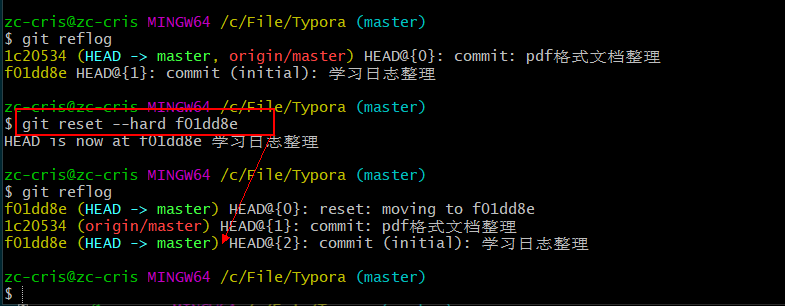 zc-cris@zc-cris MINGW64 /c/File/Typora (master)
$ git reflog
1c20534 (HEAD -> master, origin/master) HEAD@{0}: commit: pdf格式文档整理
f01dd8e HEAD@{1}: commit (initial): 学习日志整理
zc-cris@zc-cris MINGW64 /c/File/Typora (master)
$ git reset --hard f01dd8e
HEAD is now at f01dd8e 学习日志整理
zc-cris@zc-cris MINGW64 /c/File/Typora (master)
$ git reflog
f01dd8e (HEAD -> master) HEAD@{0}: reset: moving to f01dd8e
1c20534 (origin/master) HEAD@{1}: commit: pdf格式文档整理
f01dd8e (HEAD -> master) HEAD@{2}: commit (initial): 学习日志整理
zc-cris@zc-cris MINGW64 /c/File/Typora (master)
$